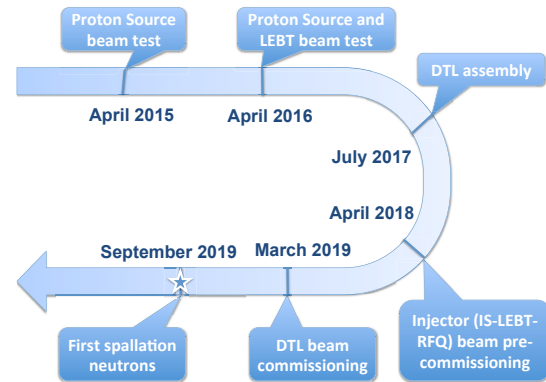 Proton Source
beam test
Proton Source and
LEBT beam test
DTL assembly
April 2015
April 2016
July 2017
April 2018
September 2019
March 2019
First spallation
neutrons
DTL beam
commissioning
Injector (IS-LEBT-
RFQ) beam pre-
commissioning